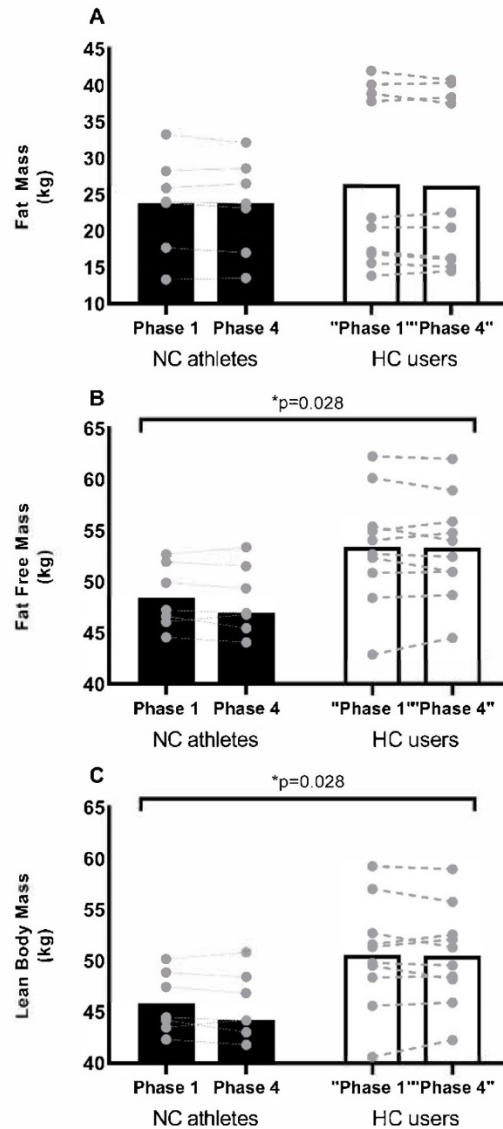 A
45
40
35
30
25
20
15
10
Fat Mass
(kg)
Phase 1 Phase 4 "Phase 1""Phase 4"
NC athletes HC users
B
*p=0.028
65
60
55
50
45
40
Fat Free Mass
(kg)
Phase 1 Phase 4 "Phase 1""Phase 4"
NC athletes HC users
C
*p=0.028
65
60
55
50
45
40
Lean Body Mass
(kg)
Phase 1 Phase 4 "Phase 1""Phase 4"
NC athletes HC users